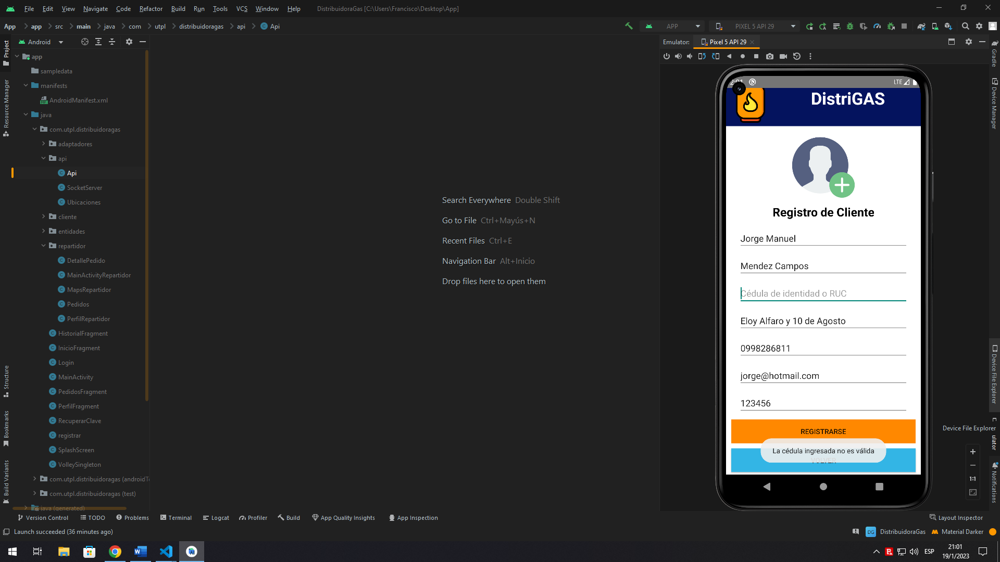 File Edit View Navigate Code Refactor Build Run Tools VCS Window Help DistribuidoraGas [C:\Users\Francisco\Desktop\App]
App app src main java com utpl distribuidoragas api Api
APP PIXEL 5 API 29
Android
Emulator: Pixel 5 API 29
app
sampledata
manifests
AndroidManifest.xml
java
com.utpl.distribuidoragas
adaptadores
api
Api
SocketServer
Ubicaciones
cliente
entidades
repartidor
DetallePedido
MainActivityRepartidor
MapsRepartidor
Pedidos
PerfilRepartidor
HistorialFragment
InicioFragment
Login
MainActivity
PedidosFragment
PerfilFragment
RecuperarClave
registrar
SplashScreen
VolleySingleton
com.utpl.distribuidoragas (androidTe
com.utpl.distribuidoragas (test)
java (generated)
Project
Resource Manager
Structure
Bookmarks
Build Variants
Search Everywhere Double Shift
Go to File Ctrl+Mayús+N
Recent Files Ctrl+E
Navigation Bar Alt+Inicio
Drop files here to open them
LTE
DistriGAS
Registro de Cliente
Jorge Manuel
Mendez Campos
Cédula de identidad o RUC
Eloy Alfaro y 10 de Agosto
0998286811
jorge@hotmail.com
123456
REGISTRARSE
La cédula ingresada no es válida
VOLVER
Gradle
Device Manager
Device File Explorer
Device File Explorer
ulator
1:1
Notifications
Version Control TODO Problems Terminal Logcat Profiler Build App Quality Insights App Inspection Layout Inspector
Launch succeeded (36 minutes ago) DG DistribuidoraGas Material Darker
ESP
21:01
19/1/2023